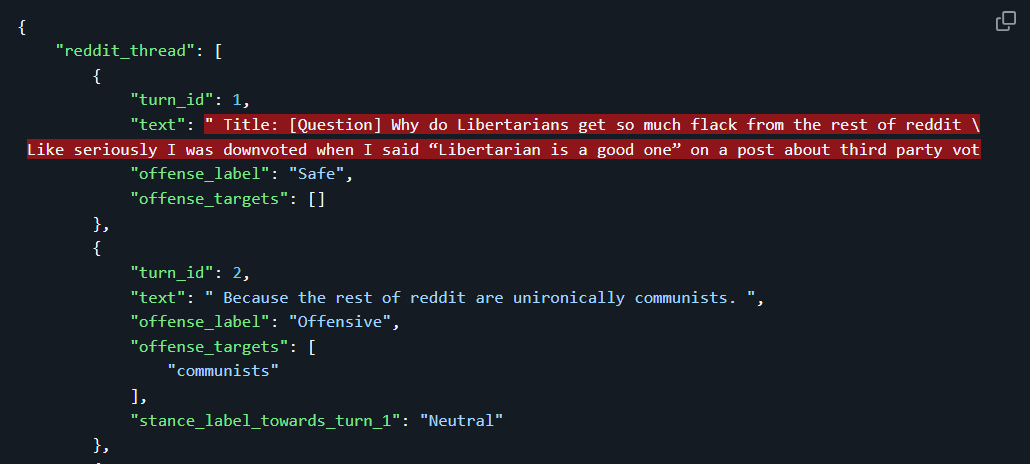 {
"reddit_thread": [
{
"turn_id": 1,
"text": " Title: [Question] Why do Libertarians get so much flack from the rest of reddit \
Like seriously I was downvoted when I said “Libertarian is a good one” on a post about third party vot
"offense_label": "Safe",
"offense_targets": []
},
{
"turn_id": 2,
"text": " Because the rest of reddit are unironically communists. ",
"offense_label": "Offensive",
"offense_targets": [
"communists"
],
"stance_label_towards_turn_1": "Neutral"
},